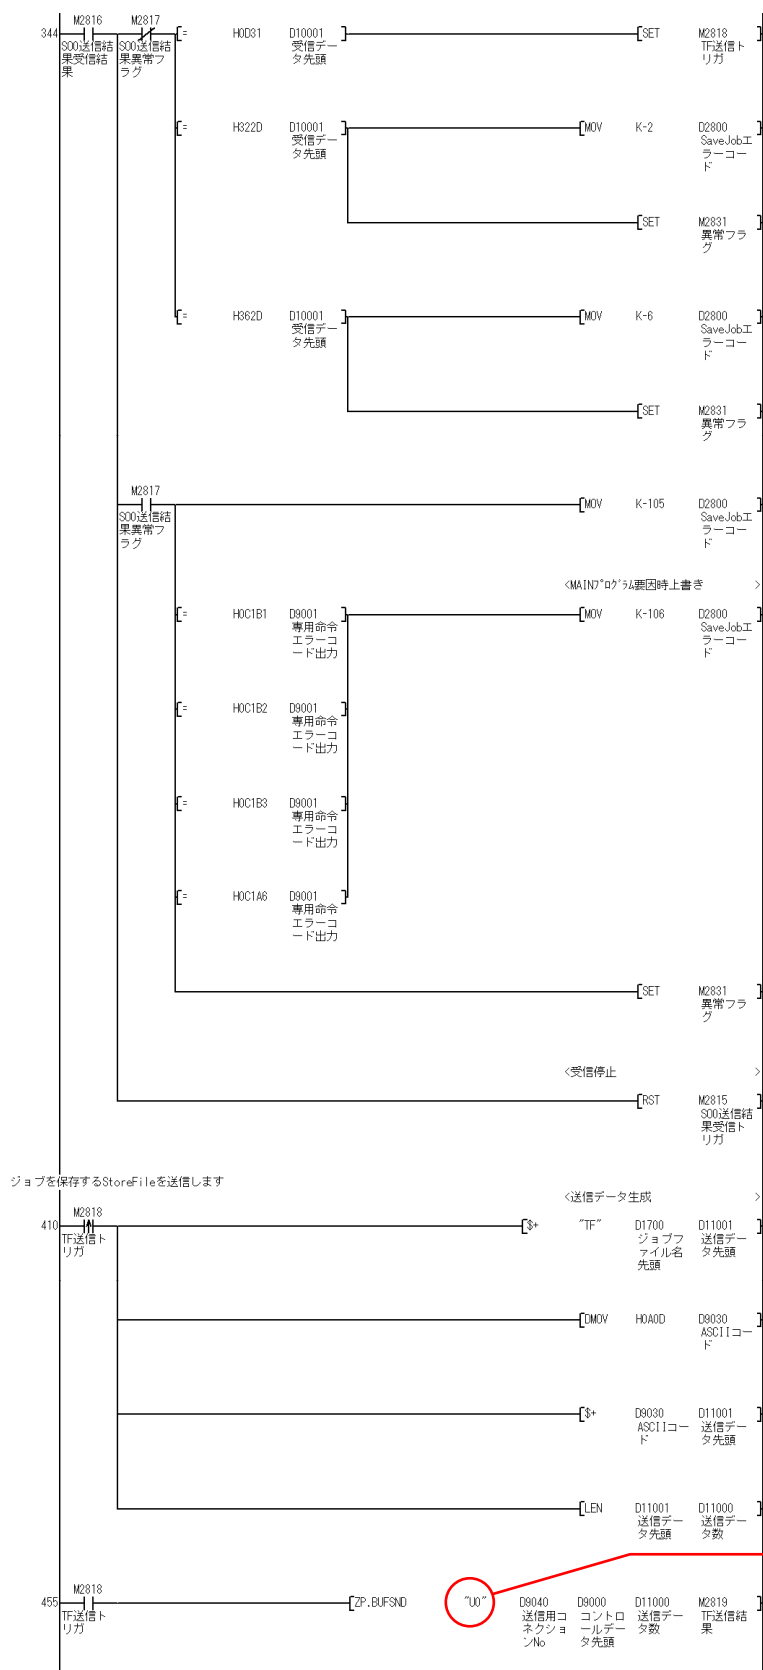 M2816 M2817
344 = H0D31 D10001 SET M2818
S00送信結 S00送信結 受信デー TF送信ト
果受信結 果異常フ タ先頭 リガ
果 ラグ
= H322D D10001 MOV K-2 D2800
受信デー SaveJobエ
タ先頭 ラーコー
ド
SET M2831
異常フラ
グ
= H362D D10001 MOV K-6 D2800
受信デー SaveJobエ
タ先頭 ラーコー
ド
SET M2831
異常フラ
グ
M2817
MOV K-105 D2800
S00送信結 SaveJobエ
果異常フ ラーコー
ラグ ド
<MAINﾌﾟﾛｸﾞﾗﾑ要因時上書き >
= H0C1B1 D9001 MOV K-106 D2800
専用命令 SaveJobエ
エラーコ ラーコー
ード出力 ド
= H0C1B2 D9001
専用命令
エラーコ
ード出力
= H0C1B3 D9001
専用命令
エラーコ
ード出力
= H0C1A6 D9001
専用命令
エラーコ
ード出力
SET M2831
異常フラ
グ
<受信停止 >
RST M2815
S00送信結
果受信ト
リガ
ジョブを保存するStoreFileを送信します
<送信データ生成 >
M2818
410 $+ "TF" D1700 D11001
TF送信ト ジョブフ 送信デー
リガ ァイル名 タ先頭
先頭
DMOV H0A0D D9030
ASCIIコー
ド
$+ D9030 D11001
ASCIIコー 送信デー
ド タ先頭
LEN D11001 D11000
送信デー 送信デー
タ先頭 タ数
M2818
455 ZP.BUFSND "U0" D9040 D9000 D11000 M2819
TF送信ト 送信用コ コントロ 送信デー TF送信結
リガ ネクショ ールデー タ数 果
ンNo タ先頭